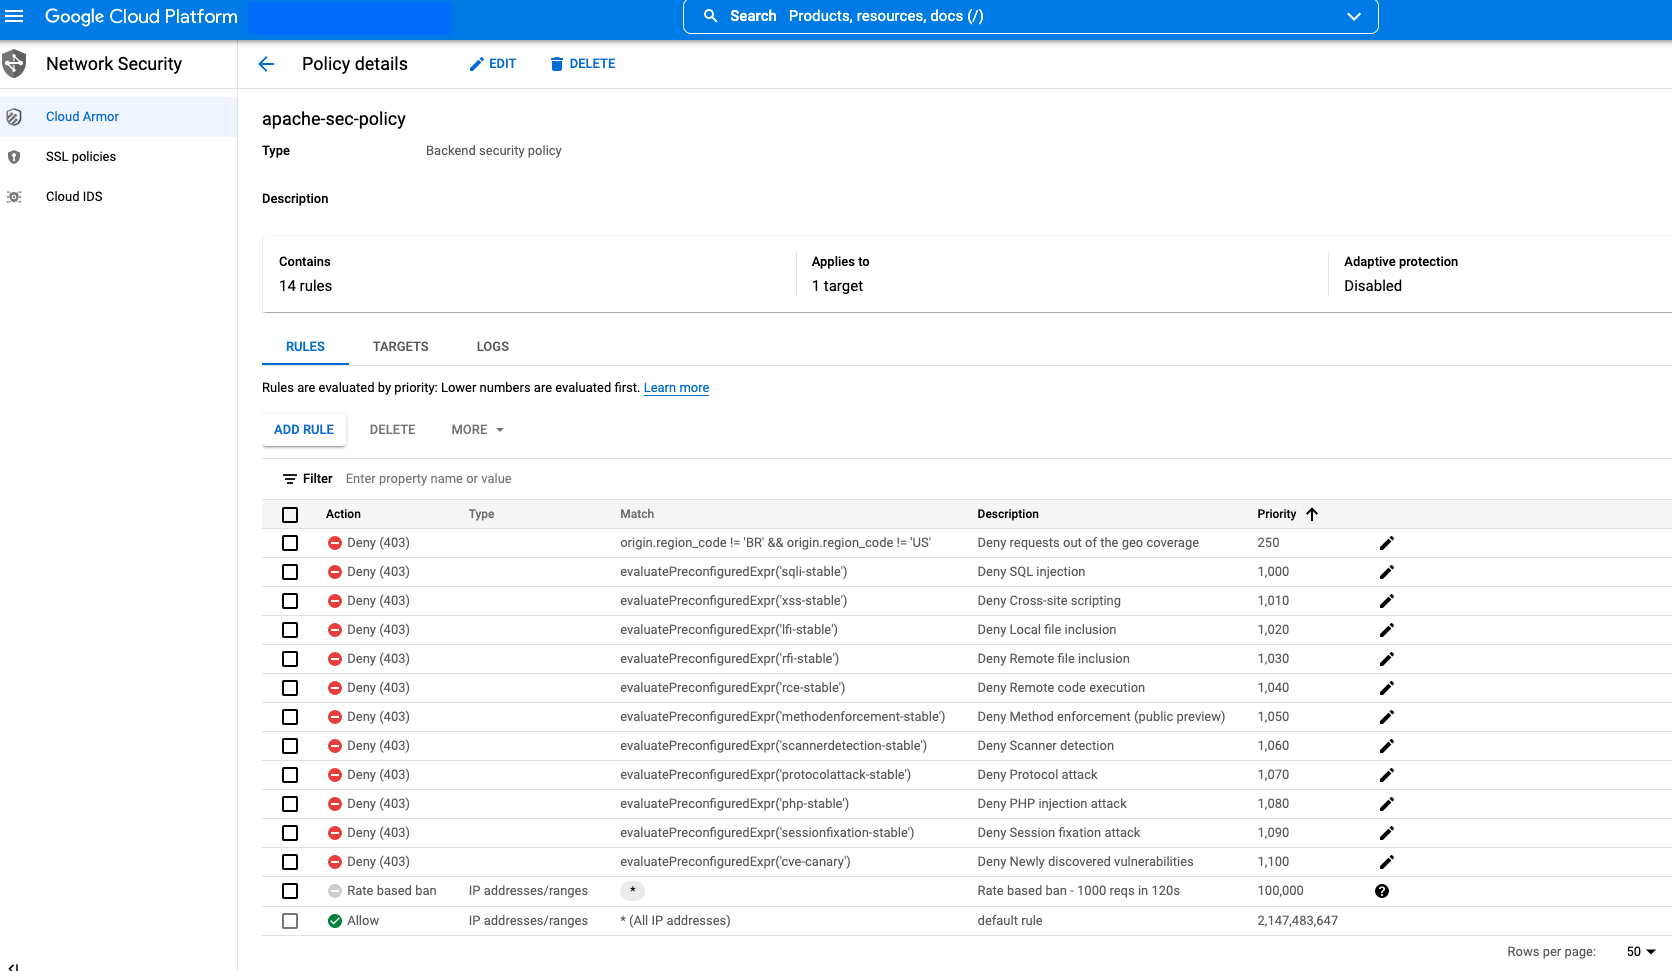 Google Cloud Platform
Search Products, resources, docs (/)
Network Security
Policy details
EDIT
DELETE
Cloud Armor
SSL policies
Cloud IDS
apache-sec-policy
Type Backend security policy
Description
Contains Applies to Adaptive protection
14 rules 1 target Disabled
RULES TARGETS LOGS
Rules are evaluated by priority: Lower numbers are evaluated first. Learn more
ADD RULE DELETE MORE
Filter Enter property name or value
Action Type Match Description Priority
Deny (403) origin.region_code != 'BR' && origin.region_code != 'US' Deny requests out of the geo coverage 250
Deny (403) evaluatePreconfiguredExpr('sqli-stable') Deny SQL injection 1,000
Deny (403) evaluatePreconfiguredExpr('xss-stable') Deny Cross-site scripting 1,010
Deny (403) evaluatePreconfiguredExpr('lfi-stable') Deny Local file inclusion 1,020
Deny (403) evaluatePreconfiguredExpr('rfi-stable') Deny Remote file inclusion 1,030
Deny (403) evaluatePreconfiguredExpr('rce-stable') Deny Remote code execution 1,040
Deny (403) evaluatePreconfiguredExpr('methodenforcement-stable') Deny Method enforcement (public preview) 1,050
Deny (403) evaluatePreconfiguredExpr('scannerdetection-stable') Deny Scanner detection 1,060
Deny (403) evaluatePreconfiguredExpr('protocolattack-stable') Deny Protocol attack 1,070
Deny (403) evaluatePreconfiguredExpr('php-stable') Deny PHP injection attack 1,080
Deny (403) evaluatePreconfiguredExpr('sessionfixation-stable') Deny Session fixation attack 1,090
Deny (403) evaluatePreconfiguredExpr('cve-canary') Deny Newly discovered vulnerabilities 1,100
Rate based ban IP addresses/ranges * Rate based ban - 1000 reqs in 120s 100,000
Allow IP addresses/ranges * (All IP addresses) default rule 2,147,483,647
Rows per page: 50